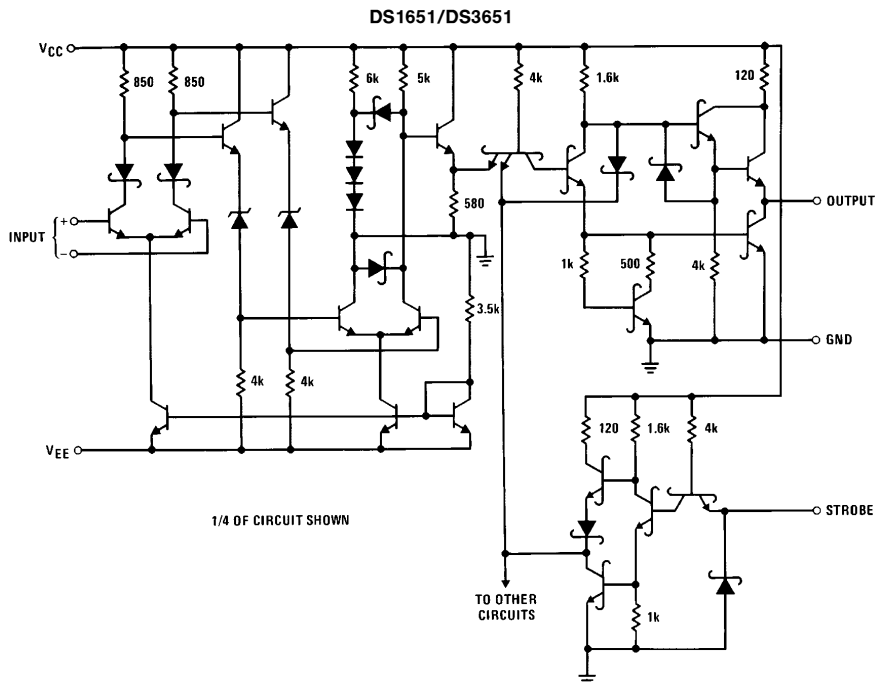 DS1651/DS3651
VCC
850
850
6k
5k
4k
1.6k
120
580
OUTPUT
INPUT
+
−
1k
500
4k
3.5k
GND
4k
4k
VEE
120
1.6k
4k
1/4 OF CIRCUIT SHOWN
STROBE
TO OTHER
CIRCUITS
1k